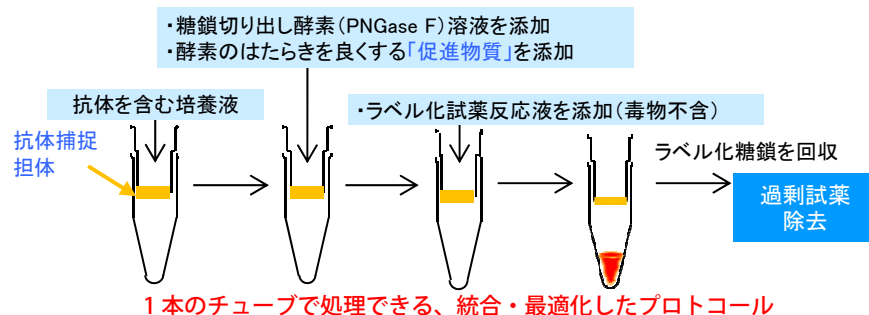 ・糖鎖切り出し酵素(PNGase F)溶液を添加
・酵素のはたらきを良くする「促進物質」を添加
抗体を含む培養液
・ラベル化試薬反応液を添加(毒物不含)
抗体捕捉
担体
ラベル化糖鎖を回収
過剰試薬
除去
1本のチューブで処理できる、統合・最適化したプロトコール